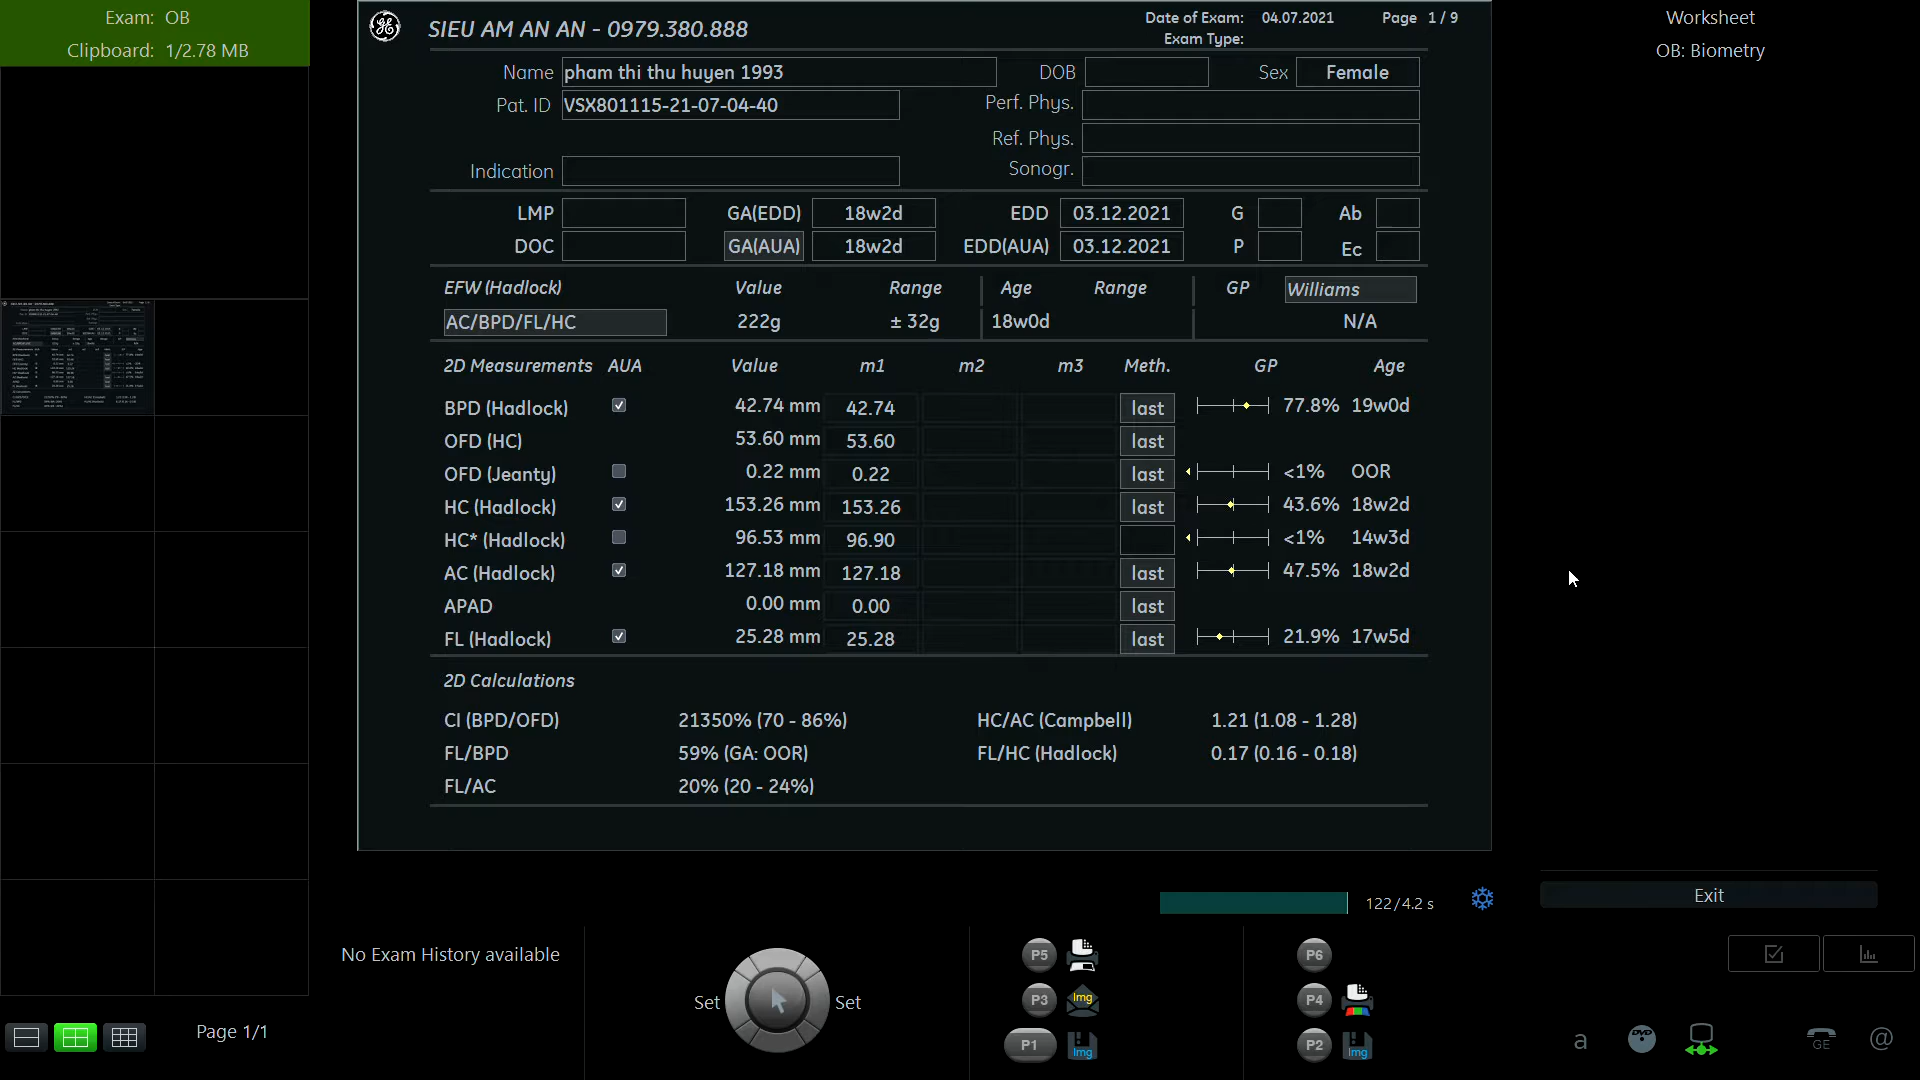 Exam: OB
Clipboard: 1/2.78 MB
SIEU AM AN AN - 0979.380.888
Date of Exam: 04.07.2021 Page 1 / 9
Exam Type:
Worksheet
OB: Biometry
Name pham thi thu huyen 1993 DOB Sex Female
Pat. ID VSX801115-21-07-04-40 Perf. Phys.
Ref. Phys.
Indication Sonogr.
LMP GA(EDD) 18w2d EDD 03.12.2021 G Ab
DOC GA(AUA) 18w2d EDD(AUA) 03.12.2021 P Ec
EFW (Hadlock) Value Range Age Range GP Williams
AC/BPD/FL/HC 222g ± 32g 18w0d N/A
2D Measurements AUA Value m1 m2 m3 Meth. GP Age
BPD (Hadlock) 42.74 mm 42.74 last 77.8% 19w0d
OFD (HC) 53.60 mm 53.60 last
OFD (Jeanty) 0.22 mm 0.22 last <1% OOR
HC (Hadlock) 153.26 mm 153.26 last 43.6% 18w2d
HC* (Hadlock) 96.53 mm 96.90 <1% 14w3d
AC (Hadlock) 127.18 mm 127.18 last 47.5% 18w2d
APAD 0.00 mm 0.00 last
FL (Hadlock) 25.28 mm 25.28 last 21.9% 17w5d
2D Calculations
CI (BPD/OFD) 21350% (70 - 86%) HC/AC (Campbell) 1.21 (1.08 - 1.28)
FL/BPD 59% (GA: OOR) FL/HC (Hadlock) 0.17 (0.16 - 0.18)
FL/AC 20% (20 - 24%)
122/4.2 s
Exit
No Exam History available
Set Set
P5 P6
P3 Img P4
P1 Img P2 Img
Page 1/1
a DVD GE @